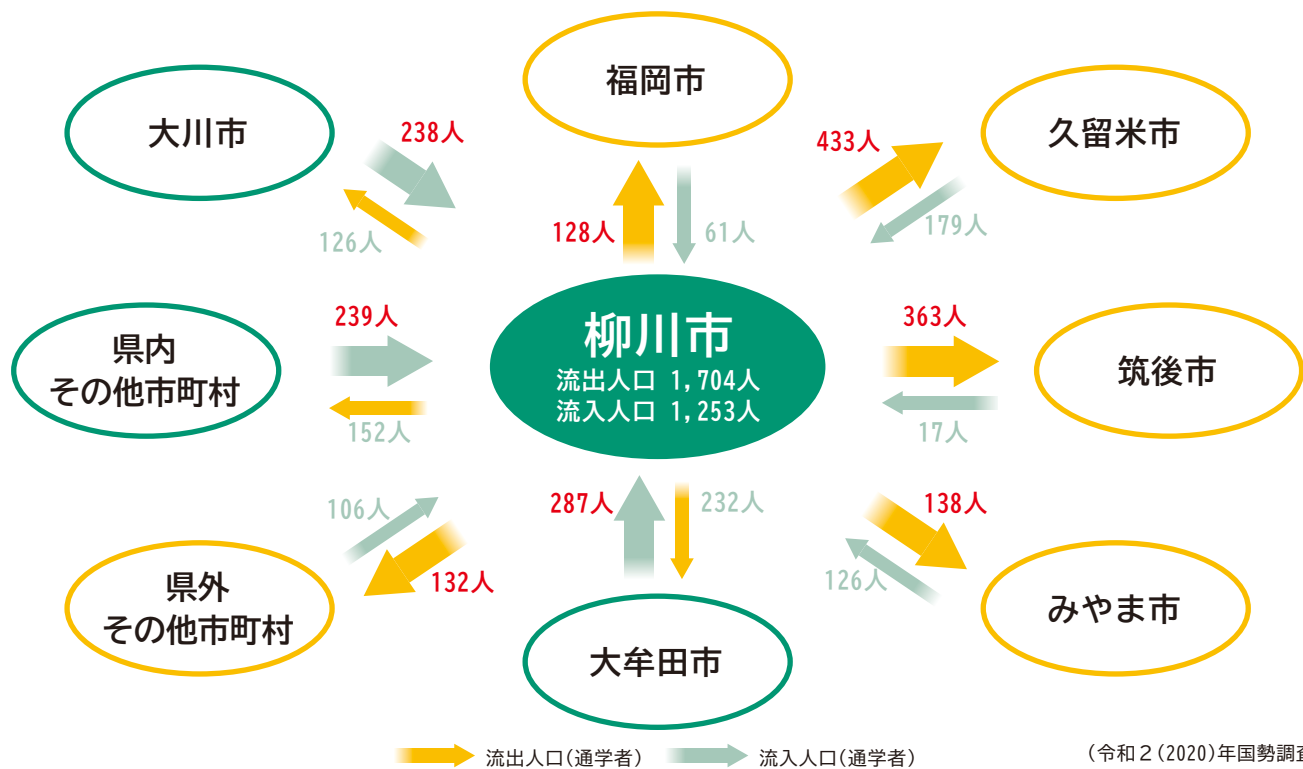 福岡市
大川市
久留米市
238人
433人
126人
128人
61人
179人
県内
その他市町村
239人
152人
柳川市
流出人口 1,704人
流入人口 1,253人
363人
17人
筑後市
106人
132人
県外
その他市町村
287人
232人
138人
126人
みやま市
大牟田市
流出人口(通学者)
流入人口(通学者)
(令和2(2020)年国勢調査